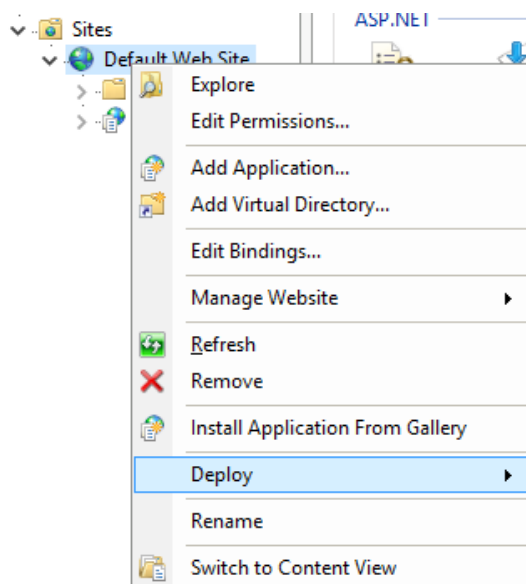 Sites
ASP.NET
Default Web Site
Explore
Edit Permissions...
Add Application...
Add Virtual Directory...
Edit Bindings...
Manage Website
Refresh
Remove
Install Application From Gallery
Deploy
Rename
Switch to Content View